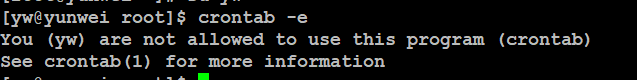 [yw@yunwei root]$ crontab -e
You (yw) are not allowed to use this program (crontab)
See crontab(1) for more information